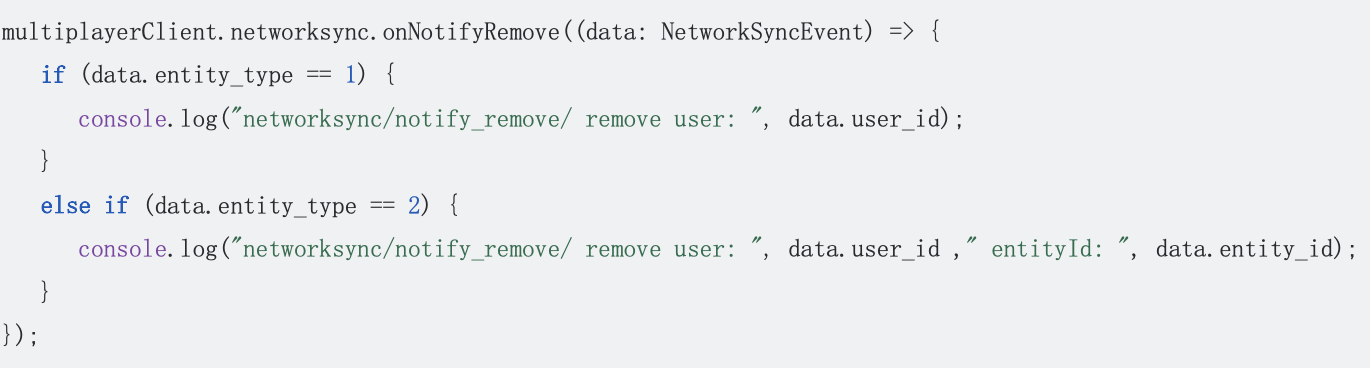 multiplayerClient.networksync.onNotifyRemove((data: NetworkSyncEvent) => {
   if (data.entity_type == 1) {
      console.log("networksync/notify_remove/ remove user: ", data.user_id);
   }
   else if (data.entity_type == 2) {
      console.log("networksync/notify_remove/ remove user: ", data.user_id ," entityId: ", data.entity_id);
   }
});